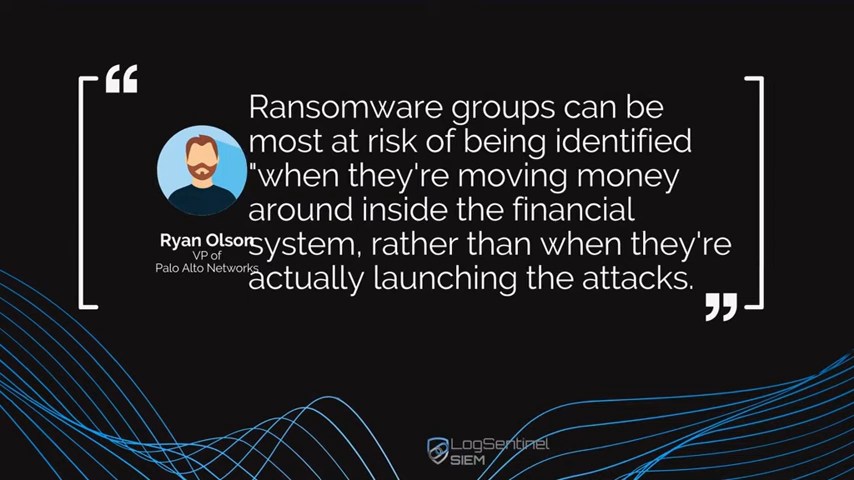 “
Ransomware groups can be
most at risk of being identified
"when they're moving money
around inside the financial
system, rather than when they're
actually launching the attacks.
”
Ryan Olson
VP of
Palo Alto Networks
LogSentinel
SIEM